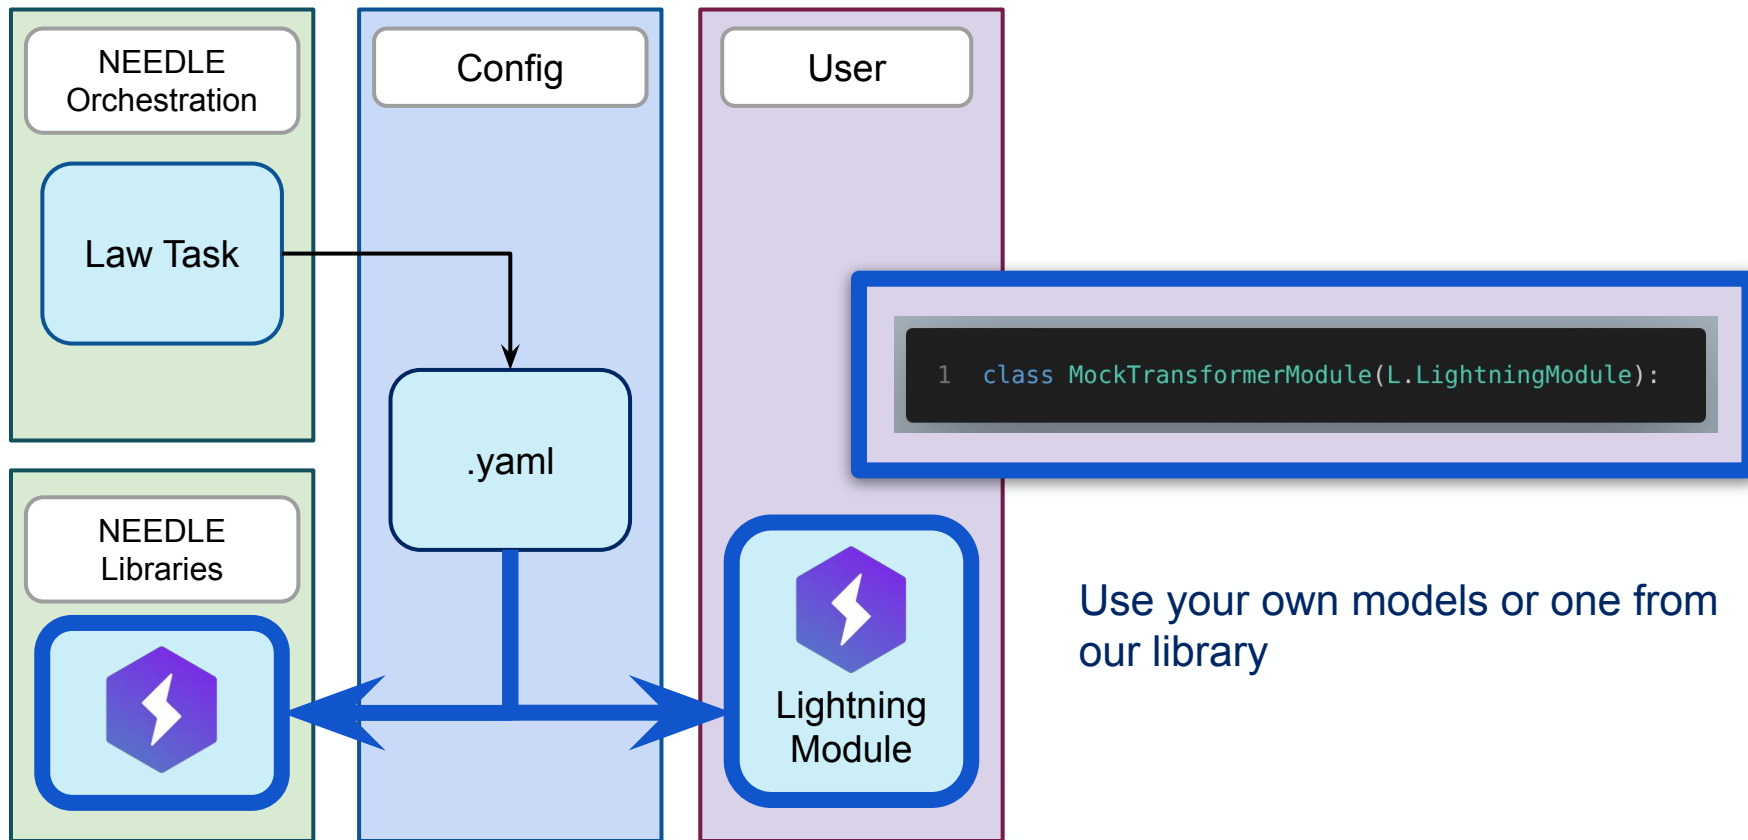 NEEDLE
Orchestration
Config
User
Law Task
1 class MockTransformerModule(L.LightningModule):
.yaml
NEEDLE
Libraries
Use your own models or one from
our library
Lightning
Module